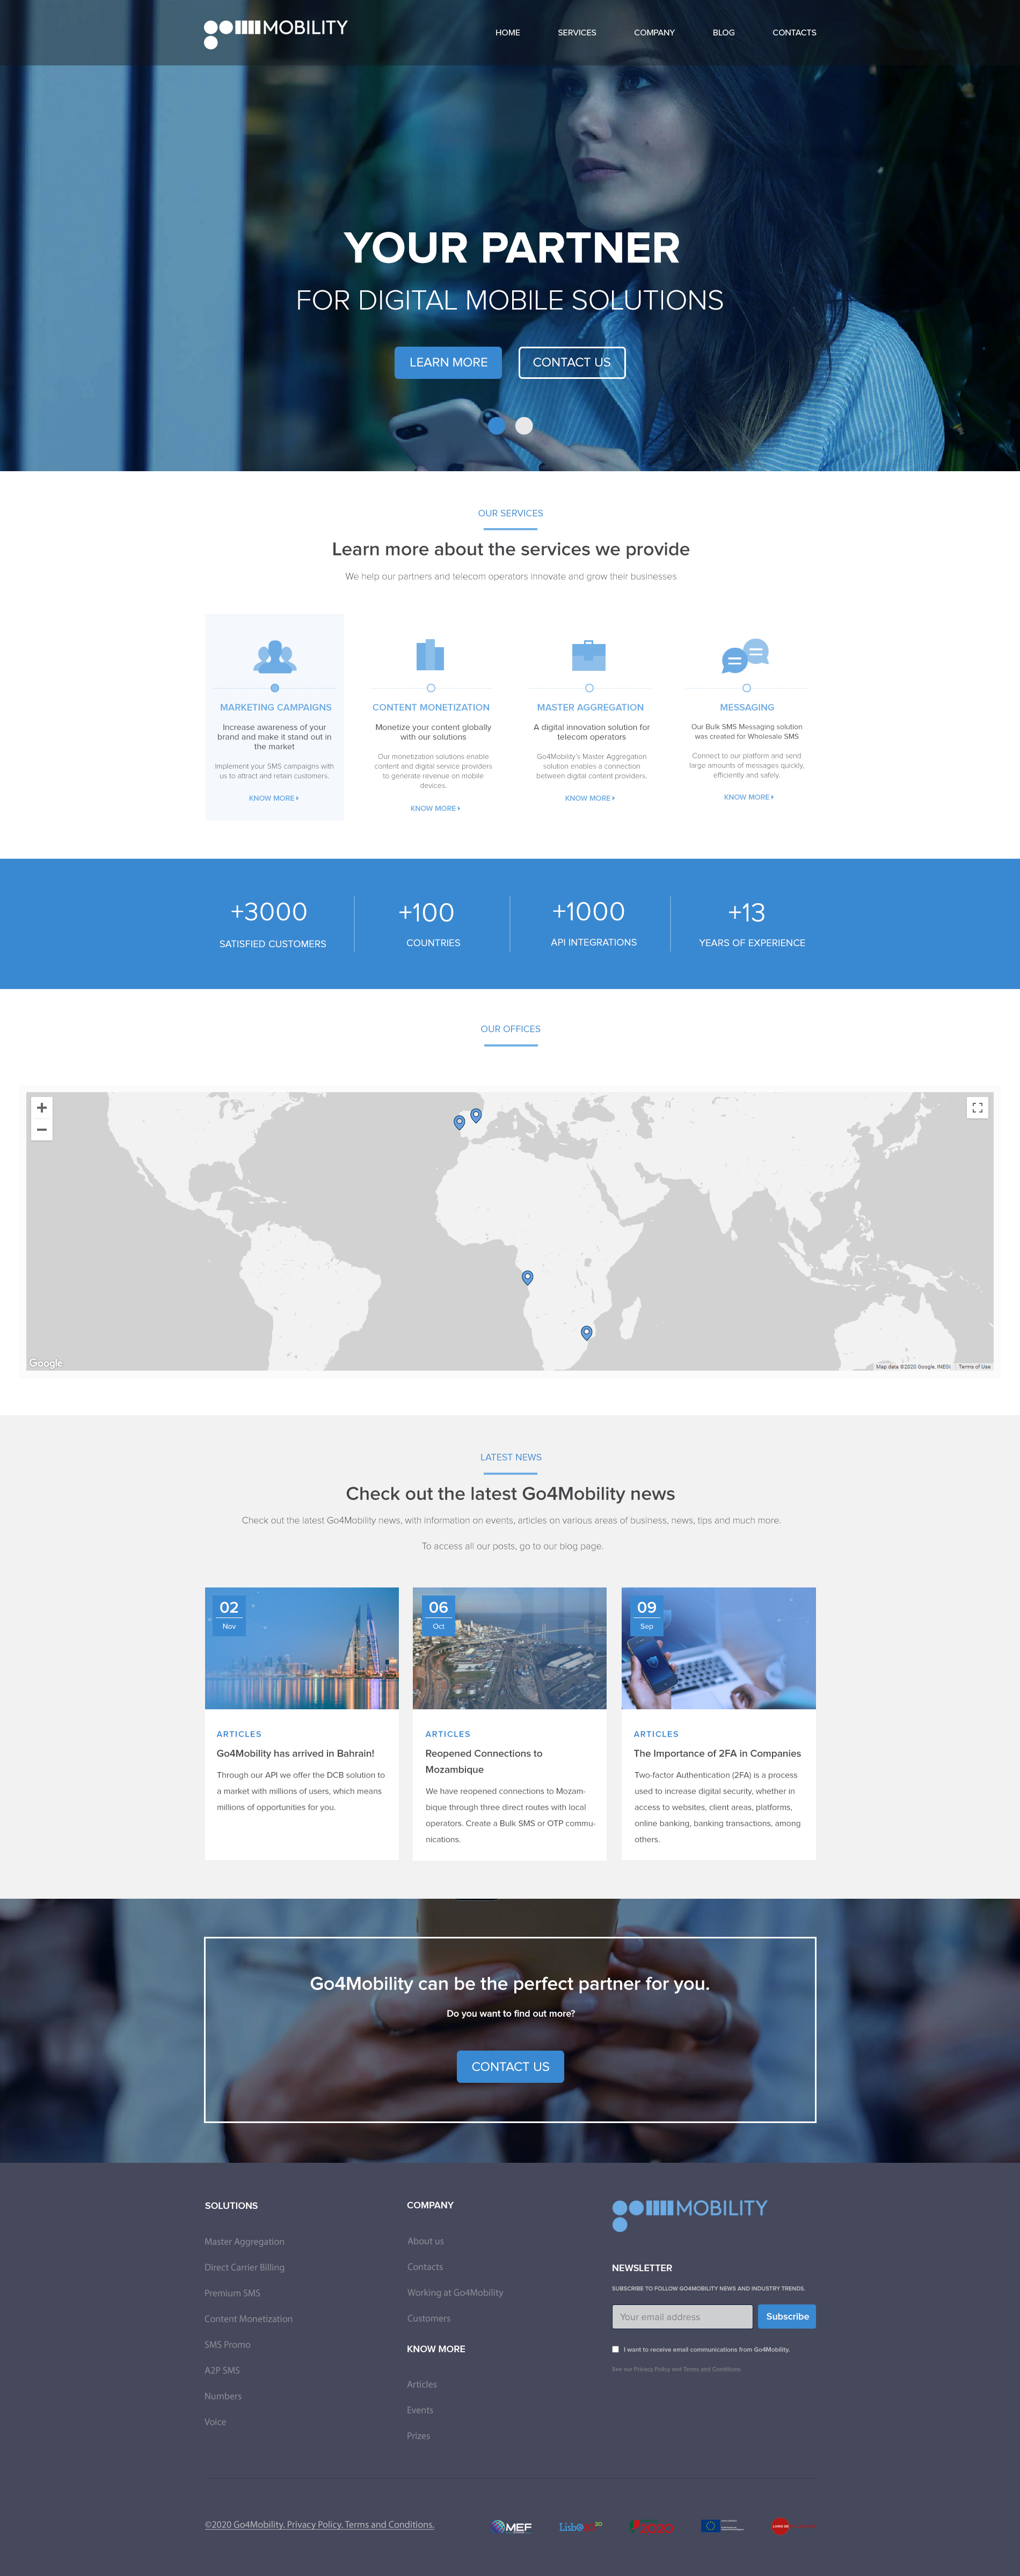 MOBILITY
HOME SERVICES COMPANY BLOG CONTACTS
YOUR PARTNER
FOR DIGITAL MOBILE SOLUTIONS
LEARN MORE CONTACT US
OUR SERVICES
Learn more about the services we provide
We help our partners and telecom operators innovate and grow their businesses
MARKETING CAMPAIGNS
Increase awareness of your
brand and make it stand out in
the market
Implement your SMS campaigns with
us to attract and retain customers.
KNOW MORE
CONTENT MONETIZATION
Monetize your content globally
with our solutions
Our monetization solutions enable
content and digital service providers
to generate revenue on mobile
devices.
KNOW MORE
MASTER AGGREGATION
A digital innovation solution for
telecom operators
Go4Mobility's Master Aggregation
solution enables a connection
between digital content providers.
KNOW MORE
MESSAGING
Our Bulk SMS Messaging solution
was created for Wholesale SMS
Connect to our platform and send
large amounts of messages quickly,
efficiently and safely.
KNOW MORE
+3000
SATISFIED CUSTOMERS
+100
COUNTRIES
+1000
API INTEGRATIONS
+13
YEARS OF EXPERIENCE
OUR OFFICES
Google
Map data ©2020 Google, INEGI Terms of Use
LATEST NEWS
Check out the latest Go4Mobility news
Check out the latest Go4Mobility news, with information on events, articles on various areas of business, news, tips and much more.
To access all our posts, go to our blog page.
02
Nov
ARTICLES
Go4Mobility has arrived in Bahrain!
Through our API we offer the DCB solution to
a market with millions of users, which means
millions of opportunities for you.
06
Oct
ARTICLES
Reopened Connections to
Mozambique
We have reopened connections to Mozam-
bique through three direct routes with local
operators. Create a Bulk SMS or OTP commu-
nications.
09
Sep
ARTICLES
The Importance of 2FA in Companies
Two-factor Authentication (2FA) is a process
used to increase digital security, whether in
access to websites, client areas, platforms,
online banking, banking transactions, among
others.
Go4Mobility can be the perfect partner for you.
Do you want to find out more?
CONTACT US
SOLUTIONS
Master Aggregation
Direct Carrier Billing
Premium SMS
Content Monetization
SMS Promo
A2P SMS
Numbers
Voice
COMPANY
About us
Contacts
Working at Go4Mobility
Customers
KNOW MORE
Articles
Events
Prizes
MOBILITY
NEWSLETTER
SUBSCRIBE TO FOLLOW GO4MOBILITY NEWS AND INDUSTRY TRENDS.
Your email address Subscribe
I want to receive email communications from Go4Mobility.
See our Privacy Policy and Terms and Conditions.
©2020 Go4Mobility. Privacy Policy. Terms and Conditions.
MEF
Lisb@20
2020
LIVRO DE